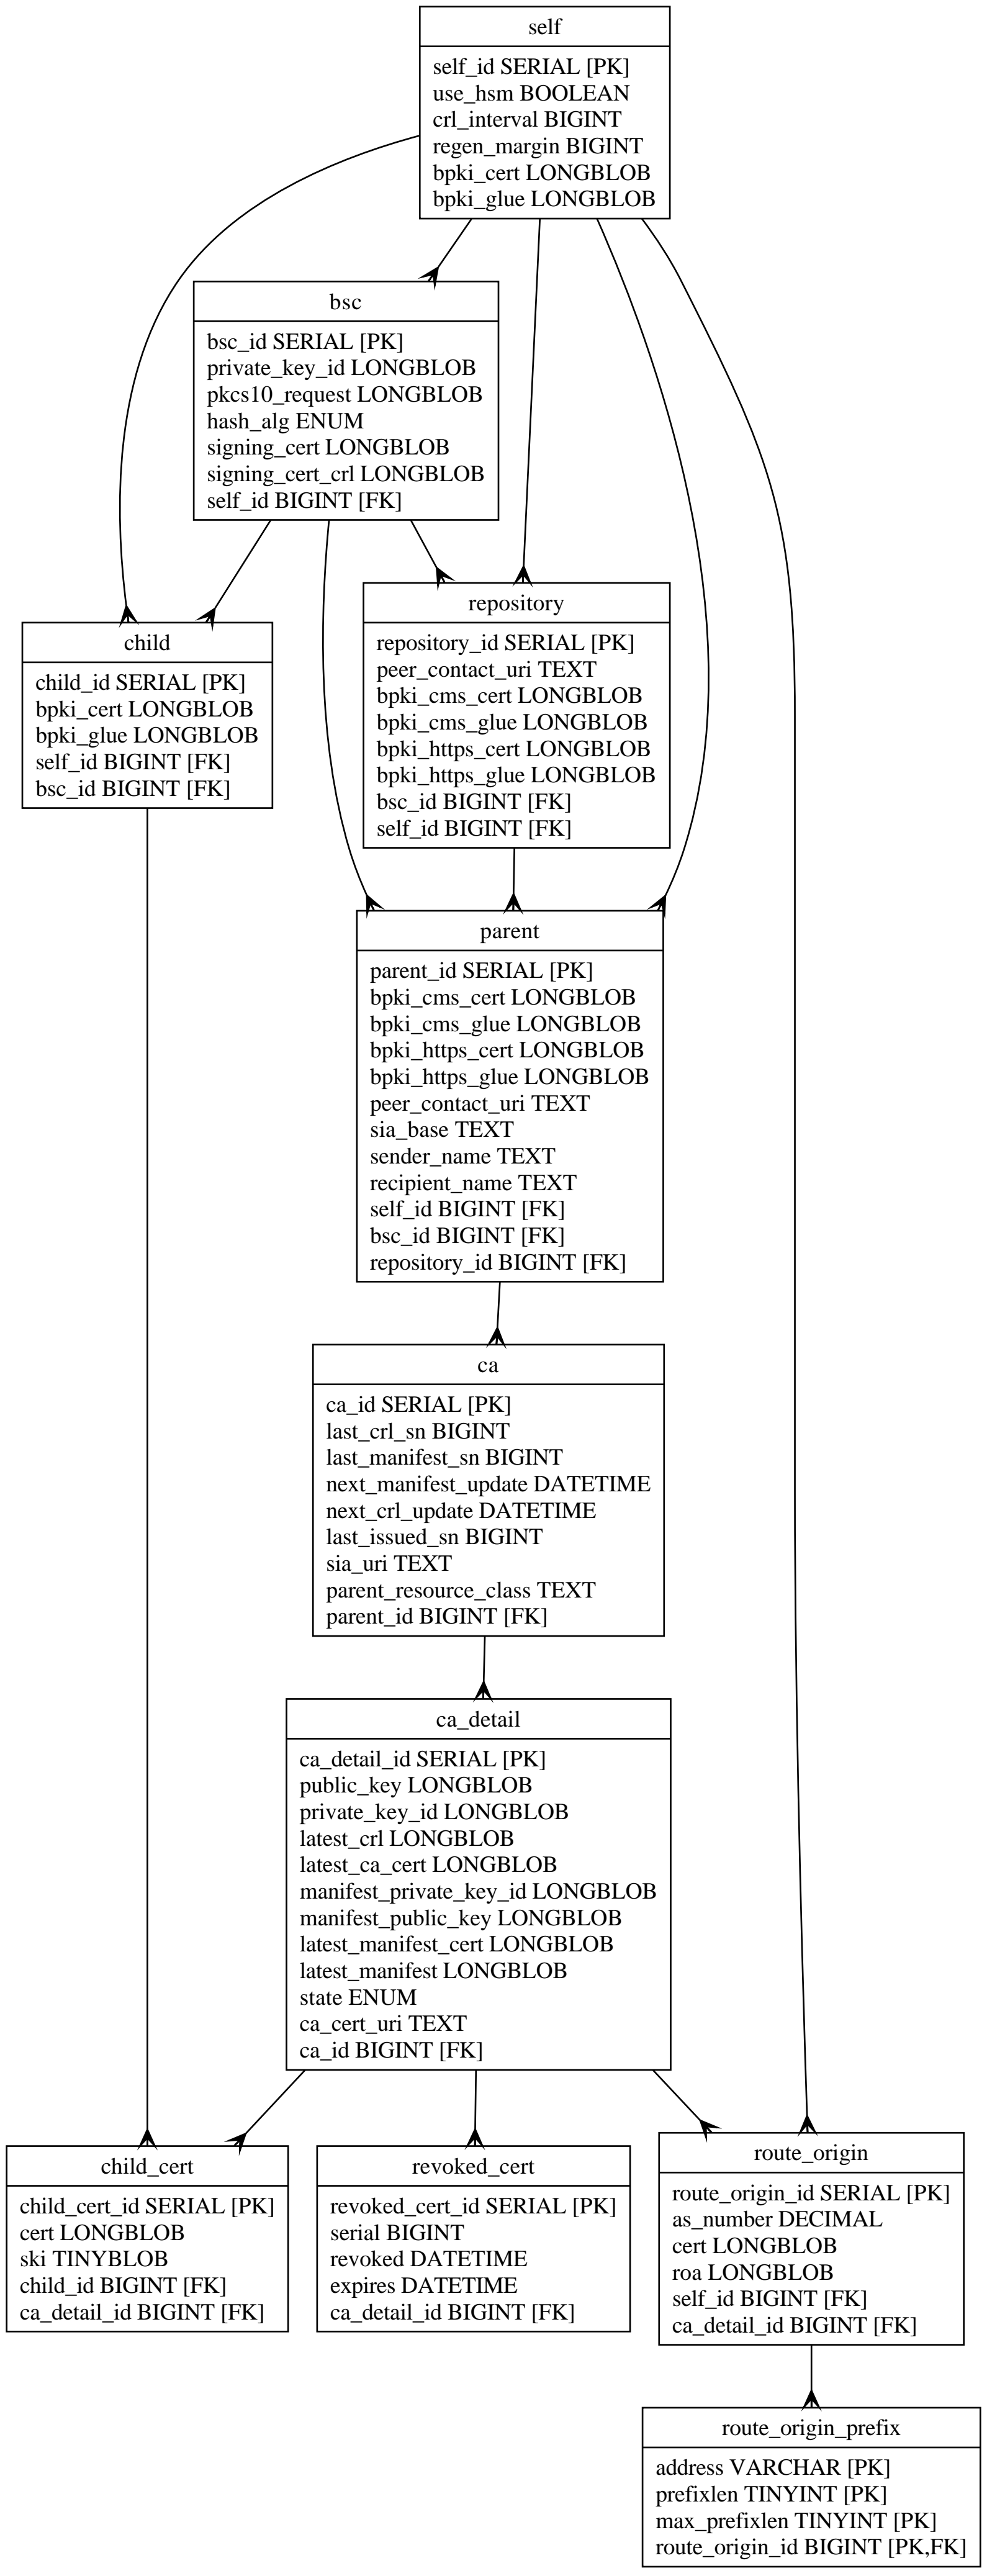 self
self_id SERIAL [PK]
use_hsm BOOLEAN
crl_interval BIGINT
regen_margin BIGINT
bpki_cert LONGBLOB
bpki_glue LONGBLOB
bsc
bsc_id SERIAL [PK]
private_key_id LONGBLOB
pkcs10_request LONGBLOB
hash_alg ENUM
signing_cert LONGBLOB
signing_cert_crl LONGBLOB
self_id BIGINT [FK]
repository
repository_id SERIAL [PK]
peer_contact_uri TEXT
bpki_cms_cert LONGBLOB
bpki_cms_glue LONGBLOB
bpki_https_cert LONGBLOB
bpki_https_glue LONGBLOB
bsc_id BIGINT [FK]
self_id BIGINT [FK]
child
child_id SERIAL [PK]
bpki_cert LONGBLOB
bpki_glue LONGBLOB
self_id BIGINT [FK]
bsc_id BIGINT [FK]
parent
parent_id SERIAL [PK]
bpki_cms_cert LONGBLOB
bpki_cms_glue LONGBLOB
bpki_https_cert LONGBLOB
bpki_https_glue LONGBLOB
peer_contact_uri TEXT
sia_base TEXT
sender_name TEXT
recipient_name TEXT
self_id BIGINT [FK]
bsc_id BIGINT [FK]
repository_id BIGINT [FK]
ca
ca_id SERIAL [PK]
last_crl_sn BIGINT
last_manifest_sn BIGINT
next_manifest_update DATETIME
next_crl_update DATETIME
last_issued_sn BIGINT
sia_uri TEXT
parent_resource_class TEXT
parent_id BIGINT [FK]
ca_detail
ca_detail_id SERIAL [PK]
public_key LONGBLOB
private_key_id LONGBLOB
latest_crl LONGBLOB
latest_ca_cert LONGBLOB
manifest_private_key_id LONGBLOB
manifest_public_key LONGBLOB
latest_manifest_cert LONGBLOB
latest_manifest LONGBLOB
state ENUM
ca_cert_uri TEXT
ca_id BIGINT [FK]
child_cert
child_cert_id SERIAL [PK]
cert LONGBLOB
ski TINYBLOB
child_id BIGINT [FK]
ca_detail_id BIGINT [FK]
revoked_cert
revoked_cert_id SERIAL [PK]
serial BIGINT
revoked DATETIME
expires DATETIME
ca_detail_id BIGINT [FK]
route_origin
route_origin_id SERIAL [PK]
as_number DECIMAL
cert LONGBLOB
roa LONGBLOB
self_id BIGINT [FK]
ca_detail_id BIGINT [FK]
route_origin_prefix
address VARCHAR [PK]
prefixlen TINYINT [PK]
max_prefixlen TINYINT [PK]
route_origin_id BIGINT [PK,FK]